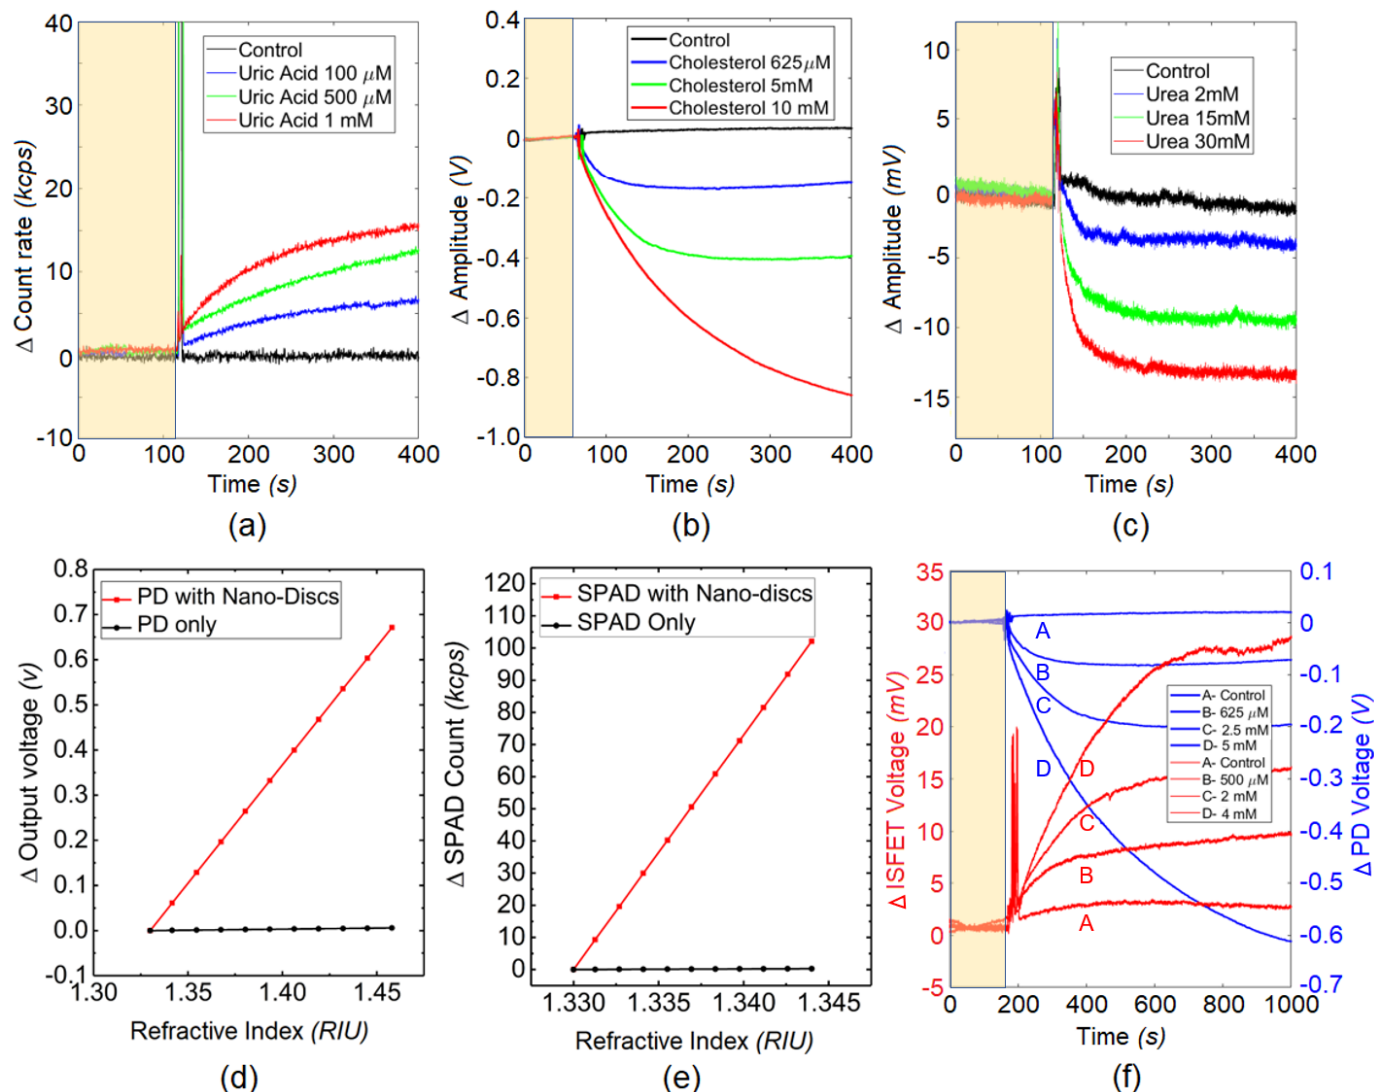 40
30
20
10
0
-10
0
100
200
300
400
Δ Count rate (kcps)
Time (s)
Control
Uric Acid 100 μM
Uric Acid 500 μM
Uric Acid 1 mM
(a)
0.4
0.2
0
-0.2
-0.4
-0.6
-0.8
-1.0
0
100
200
300
400
Δ Amplitude (V)
Time (s)
Control
Cholesterol 625μM
Cholesterol 5mM
Cholesterol 10 mM
(b)
10
5
0
-5
-10
-15
0
100
200
300
400
Δ Amplitude (mV)
Time (s)
Control
Urea 2mM
Urea 15mM
Urea 30mM
(c)
0.8
0.7
0.6
0.5
0.4
0.3
0.2
0.1
0.0
-0.1
1.30
1.35
1.40
1.45
Δ Output voltage (v)
Refractive Index (RIU)
PD with Nano-Discs
PD only
(d)
120
110
100
90
80
70
60
50
40
30
20
10
0
1.330
1.335
1.340
1.345
Δ SPAD Count (kcps)
Refractive Index (RIU)
SPAD with Nano-discs
SPAD Only
(e)
35
30
25
20
15
10
5
0
-5
0.1
0
-0.1
-0.2
-0.3
-0.4
-0.5
-0.6
-0.7
0
200
400
600
800
1000
Δ ISFET Voltage (mV)
Δ PD Voltage (V)
Time (s)
A
B
C
D
D
C
B
A
A- Control
B- 625 μM
C- 2.5 mM
D- 5 mM
A- Control
B- 500 μM
C- 2 mM
D- 4 mM
(f)